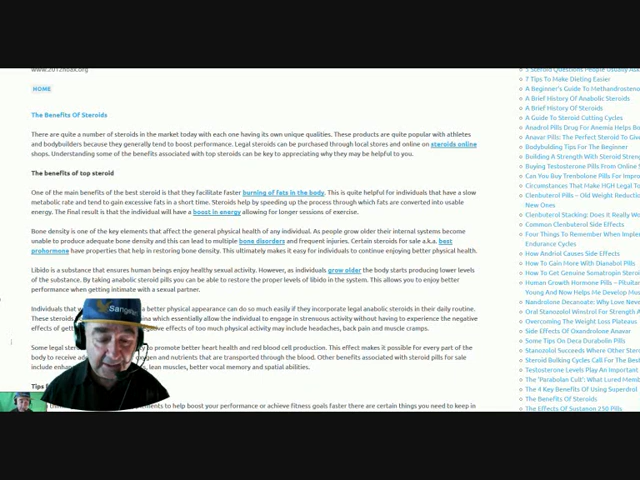 www.2012hoax.org
HOME
The Benefits Of Steroids
There are quite a number of steroids in the market today with each one having its own unique qualities. These products are quite popular with athletes
and bodybuilders because they generally tend to boost performance. Legal steroids can be purchased through local stores and online on steroids online
shops. Understanding some of the benefits associated with top steroids can be key to appreciating why they may be helpful to you.
The benefits of top steroid
One of the main benefits of the best steroid is that they facilitate faster burning of fats in the body. This is quite helpful for individuals that have a slow
metabolic rate and tend to gain excessive fats in a short time. Steroids help by speeding up the process through which fats are converted into usable
energy. The final result is that the individual will have a boost in energy allowing for longer sessions of exercise.
Bone density is one of the key elements that affect the general physical health of any individual. As people grow older their internal systems become
unable to produce adequate bone density and this can lead to multiple bone disorders and frequent injuries. Certain steroids for sale a.k.a. best
prohormone have properties that help in restoring bone density. This ultimately makes it easy for individuals to continue enjoying better physical health.
Libido is a substance that ensures human beings enjoy healthy sexual activity. However, as individuals grow older the body starts producing lower levels
of the substance. By taking anabolic steroid pills you can be able to restore the proper levels of libido in the system. This allows you to enjoy better
performance when getting intimate with a sexual partner.
Individuals that a better physical appearance can do so much easily if they incorporate legal anabolic steroids in their daily routine.
These steroids which essentially allow the individual to engage in strenuous activity without having to experience the negative
effects of effects of too much physical activity may include headaches, back pain and muscle cramps.
Some legal to promote better heart health and red blood cell production. This effect makes it possible for every part of the
body to receive and nutrients that are transported through the blood. Other benefits associated with steroid pills for sale
include lean muscles, better vocal memory and spatial abilities.
Tips
to help boost your performance or achieve fitness goals faster there are certain things you need to keep in
Sangean
5 Steroid Questions People Usually
7 Tips To Make Dieting Easier
A Beginner's Guide To
A Brief History Of Anabolic Steroids
A Brief History Of Steroids
A Guide To Steroid Cutting Cycles
Anadrol Pills Drug For Anemia Helps
Anavar Pills: The Perfect Steroid To
Bodybuilding Tips For The Beginner
Building A Strength With Steroid
Buying Testosterone Pills From Online
Can You Buy Trenbolone Pills For
Circumstances That Make HGH Legal
Clenbuterol Pills – Old Weight
New Ones
Clenbuterol Stacking: Does It Really
Common Clenbuterol Side Effects
Four Things To Remember When
Endurance Cycles
How Andriol Causes Side Effects
How To Gain More With Dianabol Pills
How To Get Genuine Somatropin
Human Growth Hormone Pills –
Young And Now Helps Me Develop
Nandrolone Decanoate: Why Love
Oral Stanozolol Winstrol For Strength
Overcoming The Weight Loss Plateau
Side Effects Of Oxandrolone Anavar
Some Tips On Deca Durabolin Pills
Stanozolol Succeeds Where Other
Steroid Bulking Cycles Call For The
Testosterone Levels Play An Important
The 'Parabolan Cult': What Lured
The 4 Key Benefits Of Using Superdrol
The Benefits Of Steroids
The Effects Of Sustanon 250 Pills